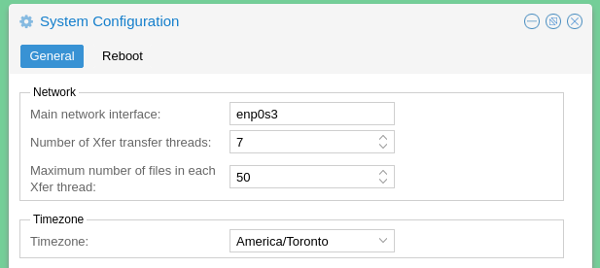 System Configuration
General Reboot
Network
Main network interface: enp0s3
Number of Xfer transfer threads: 7
Maximum number of files in each
Xfer thread: 50
Timezone
Timezone: America/Toronto